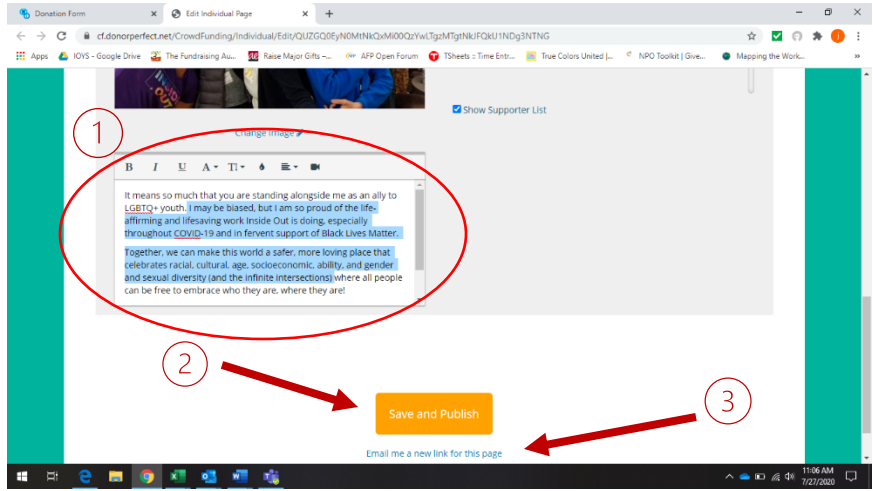 Donation Form × Edit Individual Page × +
cf.donorperfect.net/CrowdFunding/Individual/Edit/QUZGQ0EyN0MtNkQxMi00QzYwLTgzMTgtNkJFQkU1NDg3NTNG
Apps IOYS - Google Drive The Fundraising Au... Raise Major Gifts –... AFP Open Forum TSheets :: Time Entr... True Colors United |... NPO Toolkit | Give... Mapping the Work... »
Show Supporter List
1
Change Image
B I U A TI
It means so much that you are standing alongside me as an ally to
LGBTQ+ youth. I may be biased, but I am so proud of the life-
affirming and lifesaving work Inside Out is doing, especially
throughout COVID-19 and in fervent support of Black Lives Matter.
Together, we can make this world a safer, more loving place that
celebrates racial, cultural, age, socioeconomic, ability, and gender
and sexual diversity (and the infinite intersections) where all people
can be free to embrace who they are, where they are!
2
3
Save and Publish
Email me a new link for this page
11:06 AM
7/27/2020